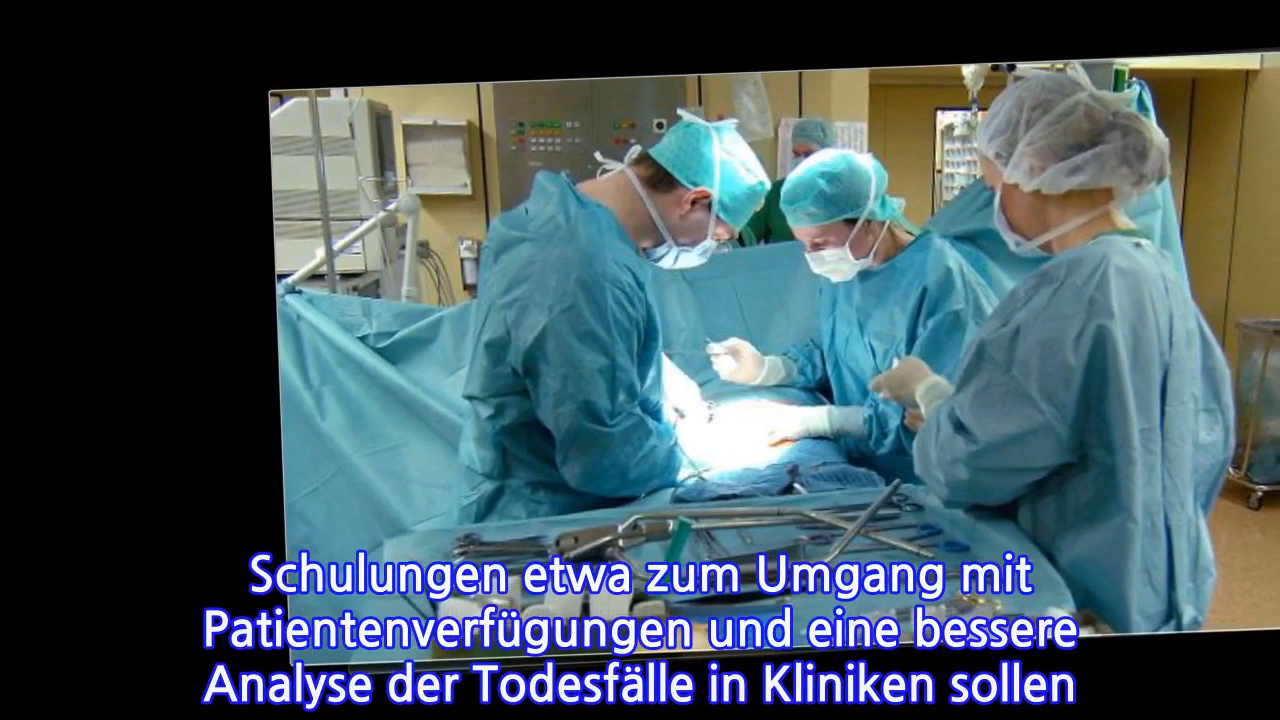 Schulungen etwa zum Umgang mit
Patientenverfügungen und eine bessere
Analyse der Todesfälle in Kliniken sollen